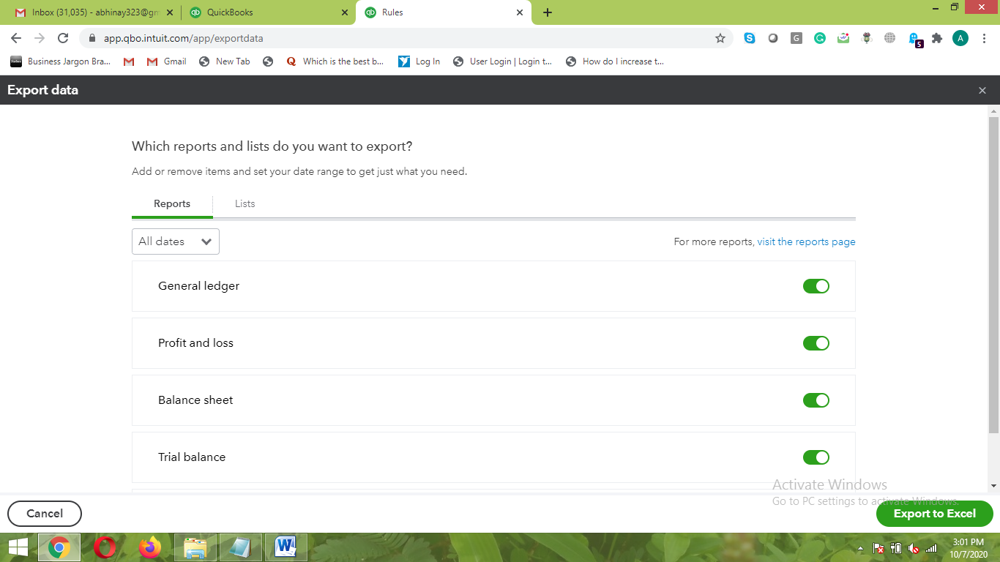 Inbox (31,035) - abhinay323@gm
QuickBooks
Rules
app.qbo.intuit.com/app/exportdata
5
A
Business Jargon Bra...
Gmail
New Tab
Which is the best b...
Log In
User Login | Login t...
How do I increase t...
Export data
Which reports and lists do you want to export?
Add or remove items and set your date range to get just what you need.
Reports
Lists
All dates
For more reports, visit the reports page
General ledger
Profit and loss
Balance sheet
Trial balance
Activate Windows
Go to PC settings to activate Windows.
Cancel
Export to Excel
3:01 PM
10/7/2020